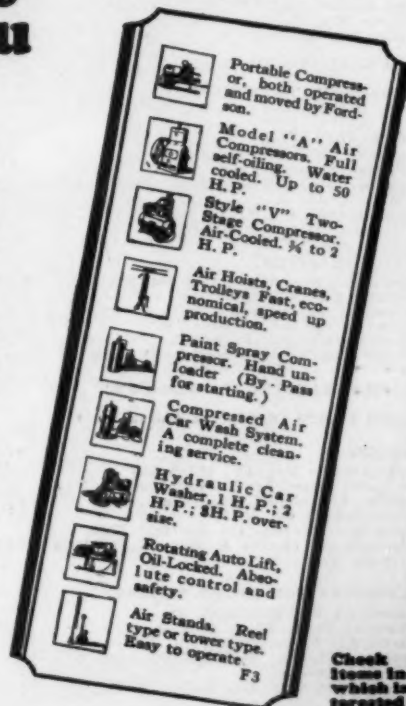 u
Portable Compress-
or, both operated
and moved by Ford-
son.
Model "A" Air
Compressors. Full
self-oiling. Water
cooled. Up to 50
H. P.
Style "V" Two-
Stage Compressor.
Air-Cooled. ¾ to 2
H. P.
Air Hoists, Cranes,
Trolleys Fast, eco-
nomical, speed up
production.
Paint Spray Com-
pressor. Hand un-
loader (By-Pass
for starting.)
Compressed Air
Car Wash System.
A complete clean-
ing service.
Hydraulic Car
Washer, 1 H. P.; 2
H. P.; 3H. P. over-
size.
Rotating Auto Lift,
Oil-Locked. Abso-
lute control and
safety.
Air Stands. Reel
type or tower type.
Easy to operate
F3
Check
items in
which in
terested